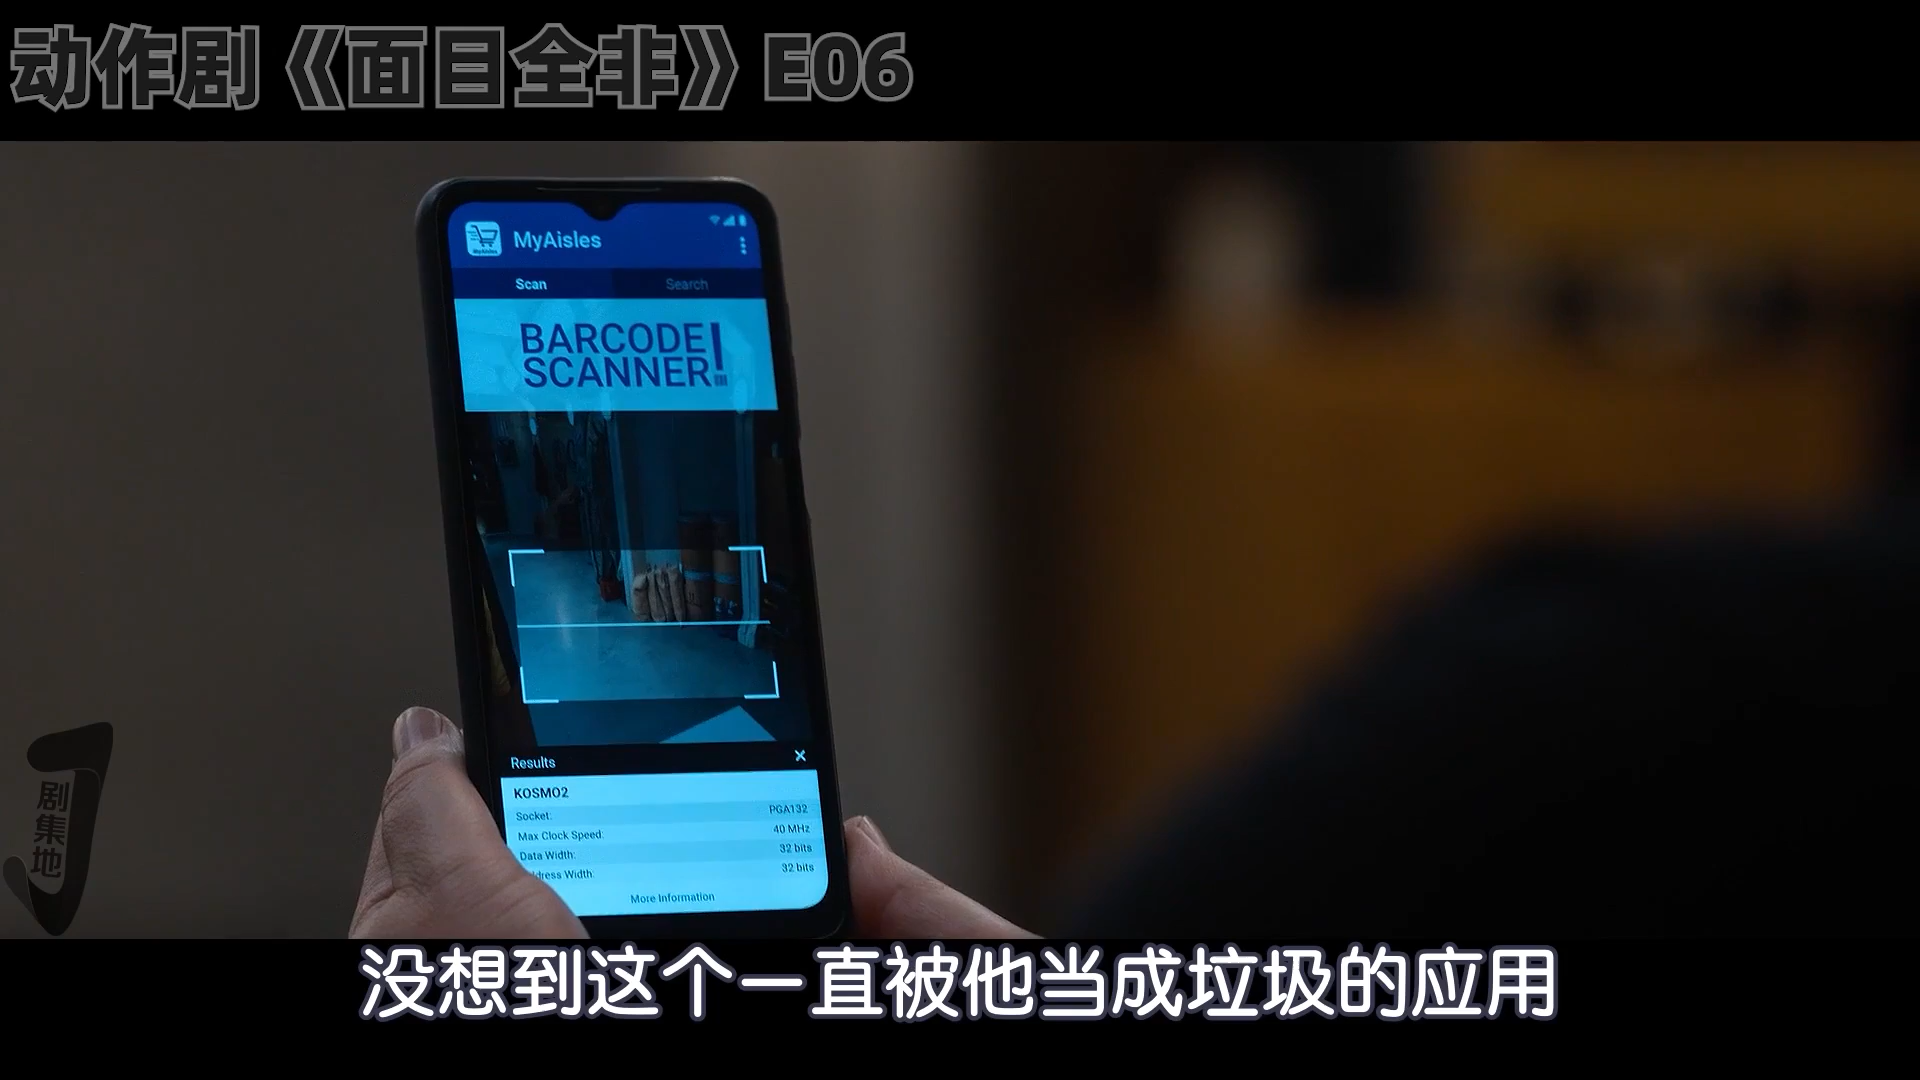 动作剧《面目全非》E06
MyAisles
Scan
Search
BARCODE
SCANNER!
Results
KOSMO2
Socket: PGA132
Max Clock Speed: 40 MHz
Data Width: 32 bits
ddress Width: 32 bits
More Information
剧集地
没想到这个一直被他当成垃圾的应用